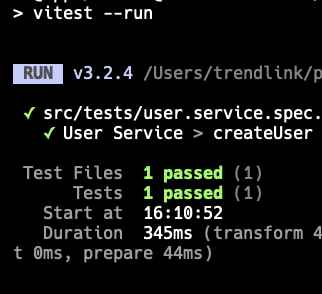 > vitest --run
RUN v3.2.4 /Users/trendlink/p
✓ src/tests/user.service.spec.
✓ User Service > createUser
Test Files 1 passed (1)
Tests 1 passed (1)
Start at 16:10:52
Duration 345ms (transform 4
t 0ms, prepare 44ms)